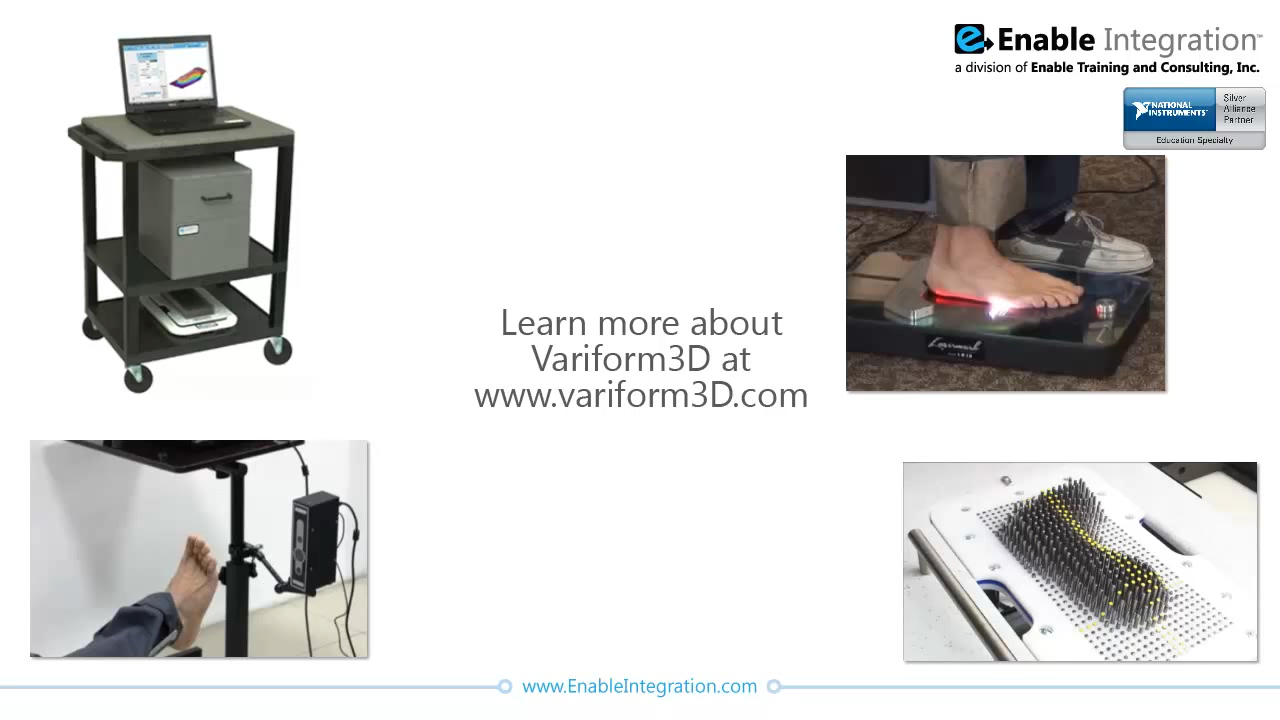 Enable Integration™
a division of Enable Training and Consulting, Inc.
NATIONAL INSTRUMENTS
Silver
Alliance
Partner
Education Specialty
Learn more about
Variform3D at
www.variform3D.com
www.EnableIntegration.com